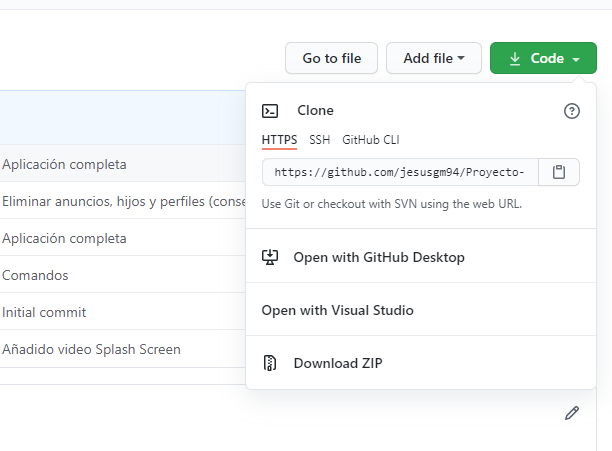 Go to file
Add file
Code
Clone
HTTPS SSH GitHub CLI
https://github.com/jesusgm94/Proyecto-
Use Git or checkout with SVN using the web URL.
Open with GitHub Desktop
Open with Visual Studio
Download ZIP
Aplicación completa
Eliminar anuncios, hijos y perfiles (conse
Aplicación completa
Comandos
Initial commit
Añadido video Splash Screen